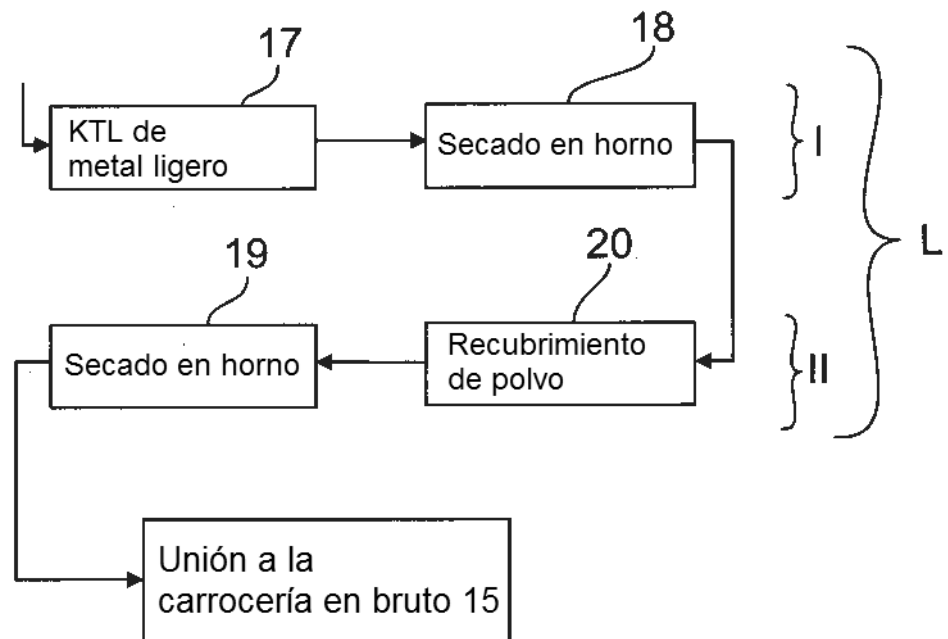 17
18
KTL de
metal ligero
Secado en horno
I
L
19
20
Secado en horno
Recubrimiento
de polvo
II
Unión a la
carrocería en bruto 15